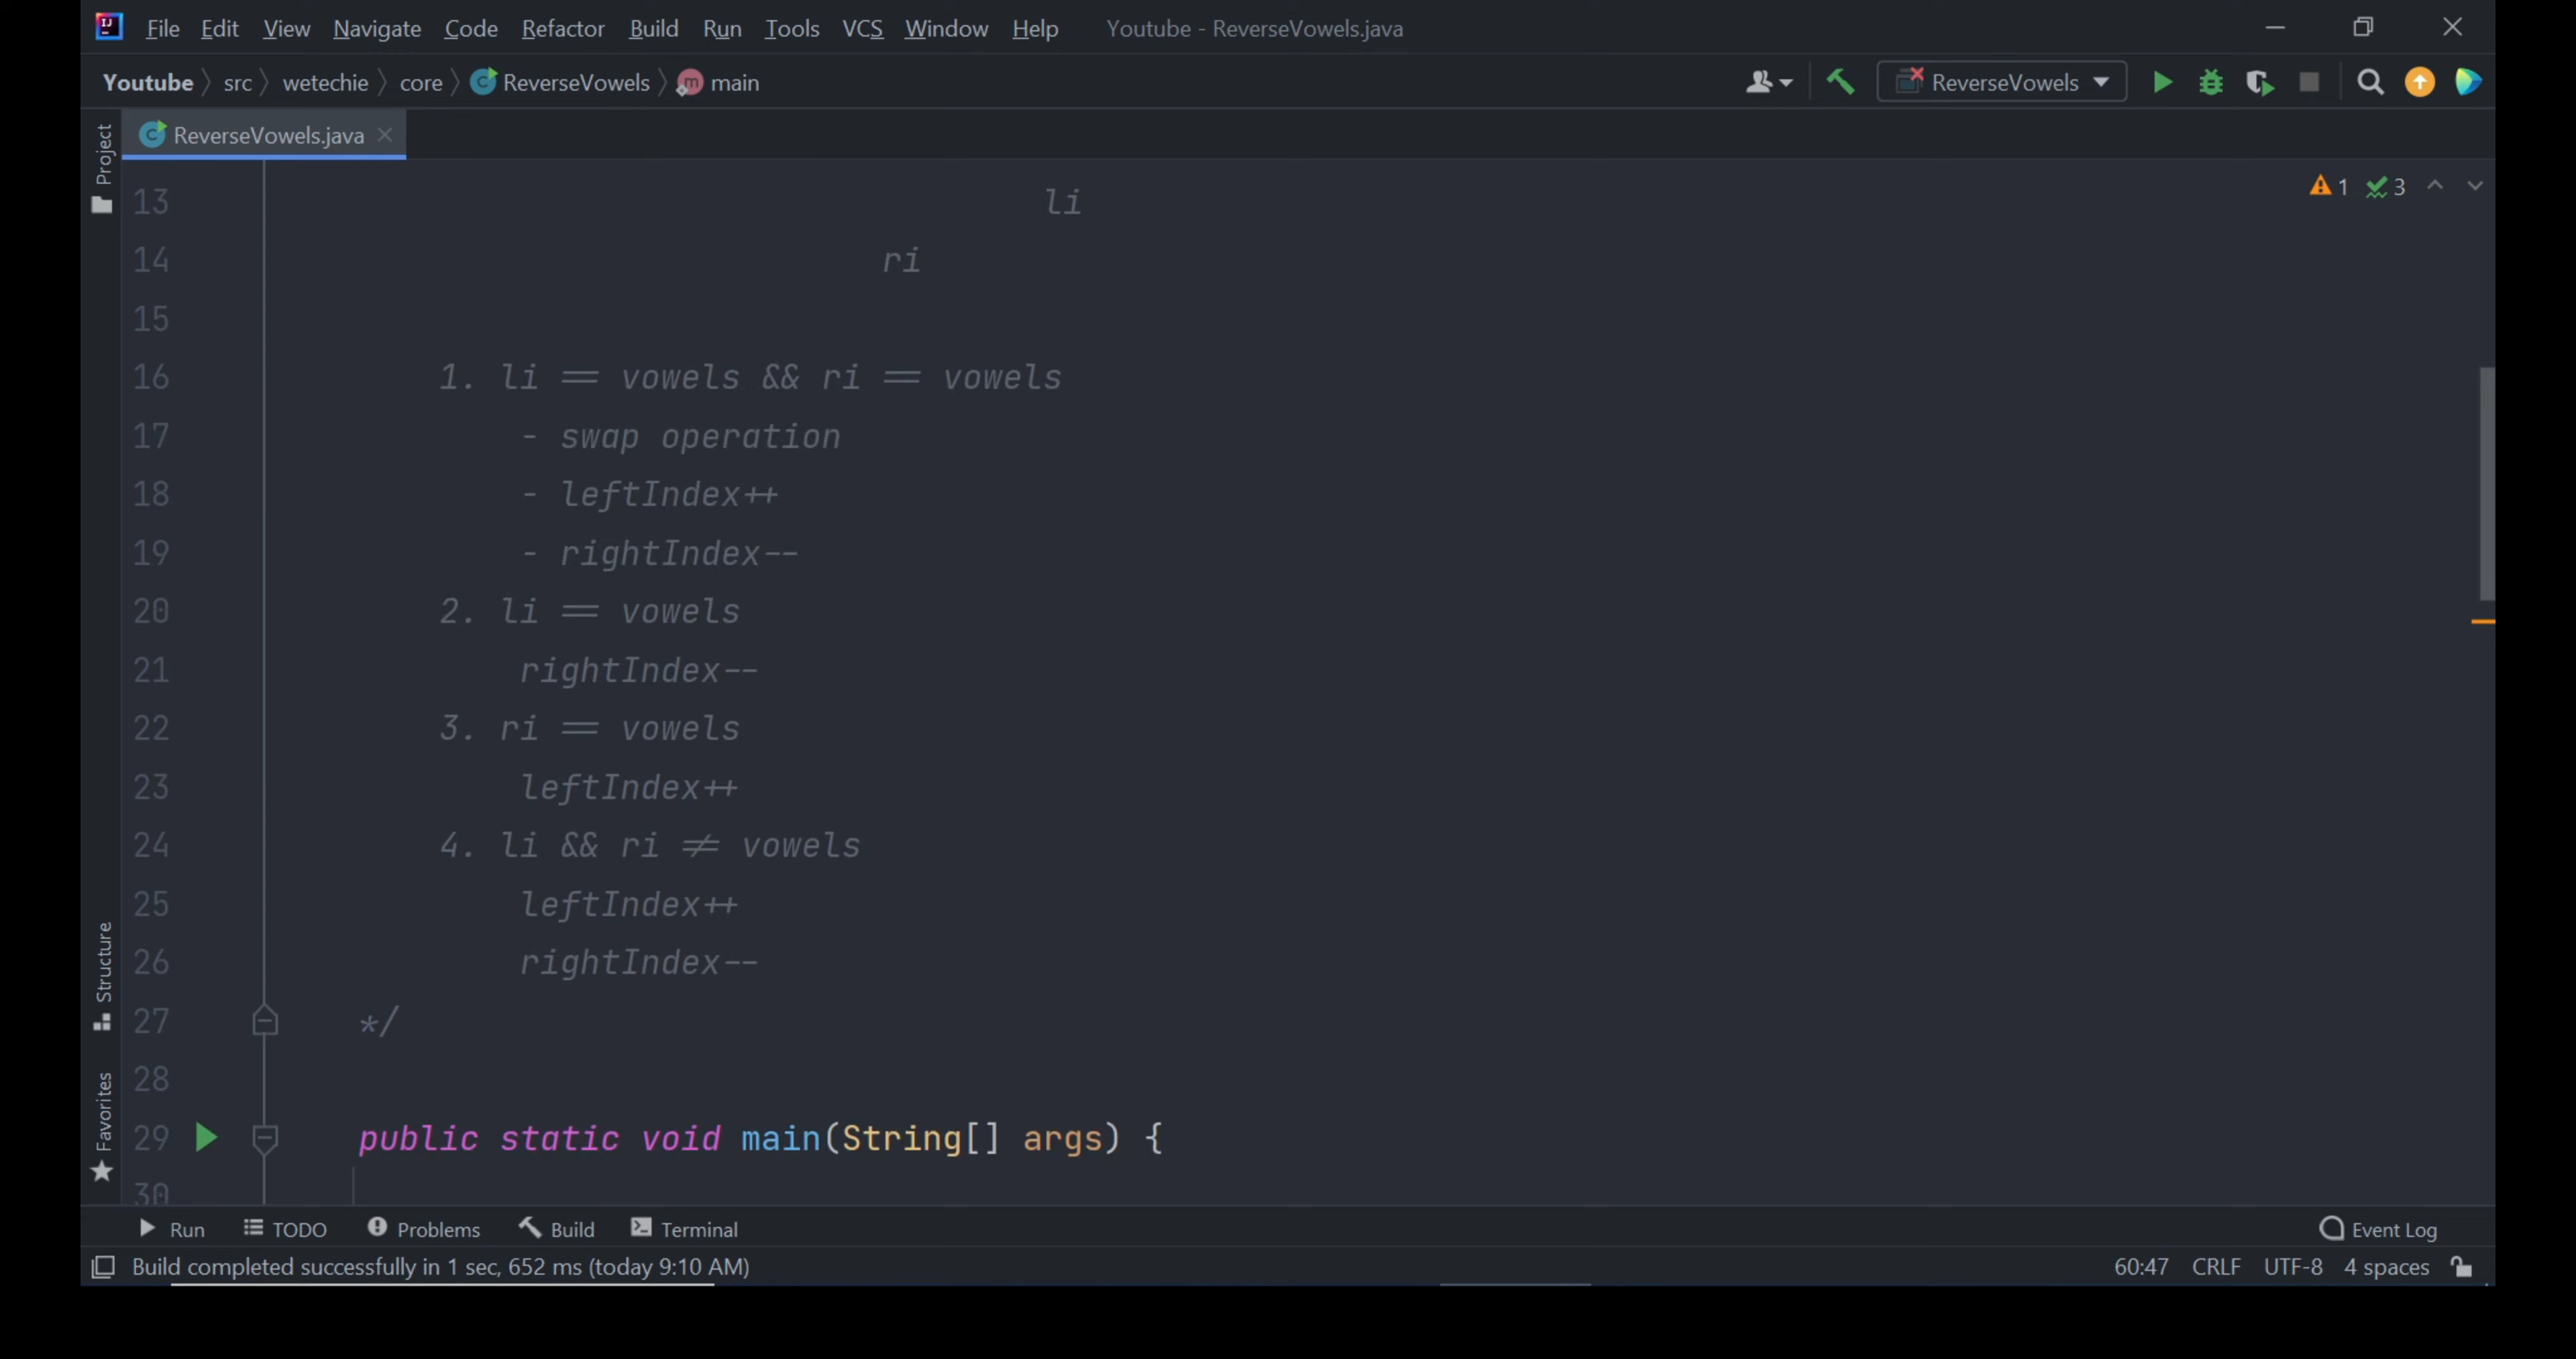 File Edit View Navigate Code Refactor Build Run Tools VCS Window Help Youtube - ReverseVowels.java
Youtube src wetechie core ReverseVowels main ReverseVowels
Project
ReverseVowels.java
1 3
13 li
14 ri
15
16 1. li == vowels && ri == vowels
17 - swap operation
18 - leftIndex++
19 - rightIndex--
20 2. li == vowels
21 rightIndex--
22 3. ri == vowels
23 leftIndex++
24 4. li && ri != vowels
25 leftIndex++
26 rightIndex--
27 */
28
29 public static void main(String[] args) {
30
Structure
Favorites
Run TODO Problems Build Terminal Event Log
Build completed successfully in 1 sec, 652 ms (today 9:10 AM) 60:47 CRLF UTF-8 4 spaces